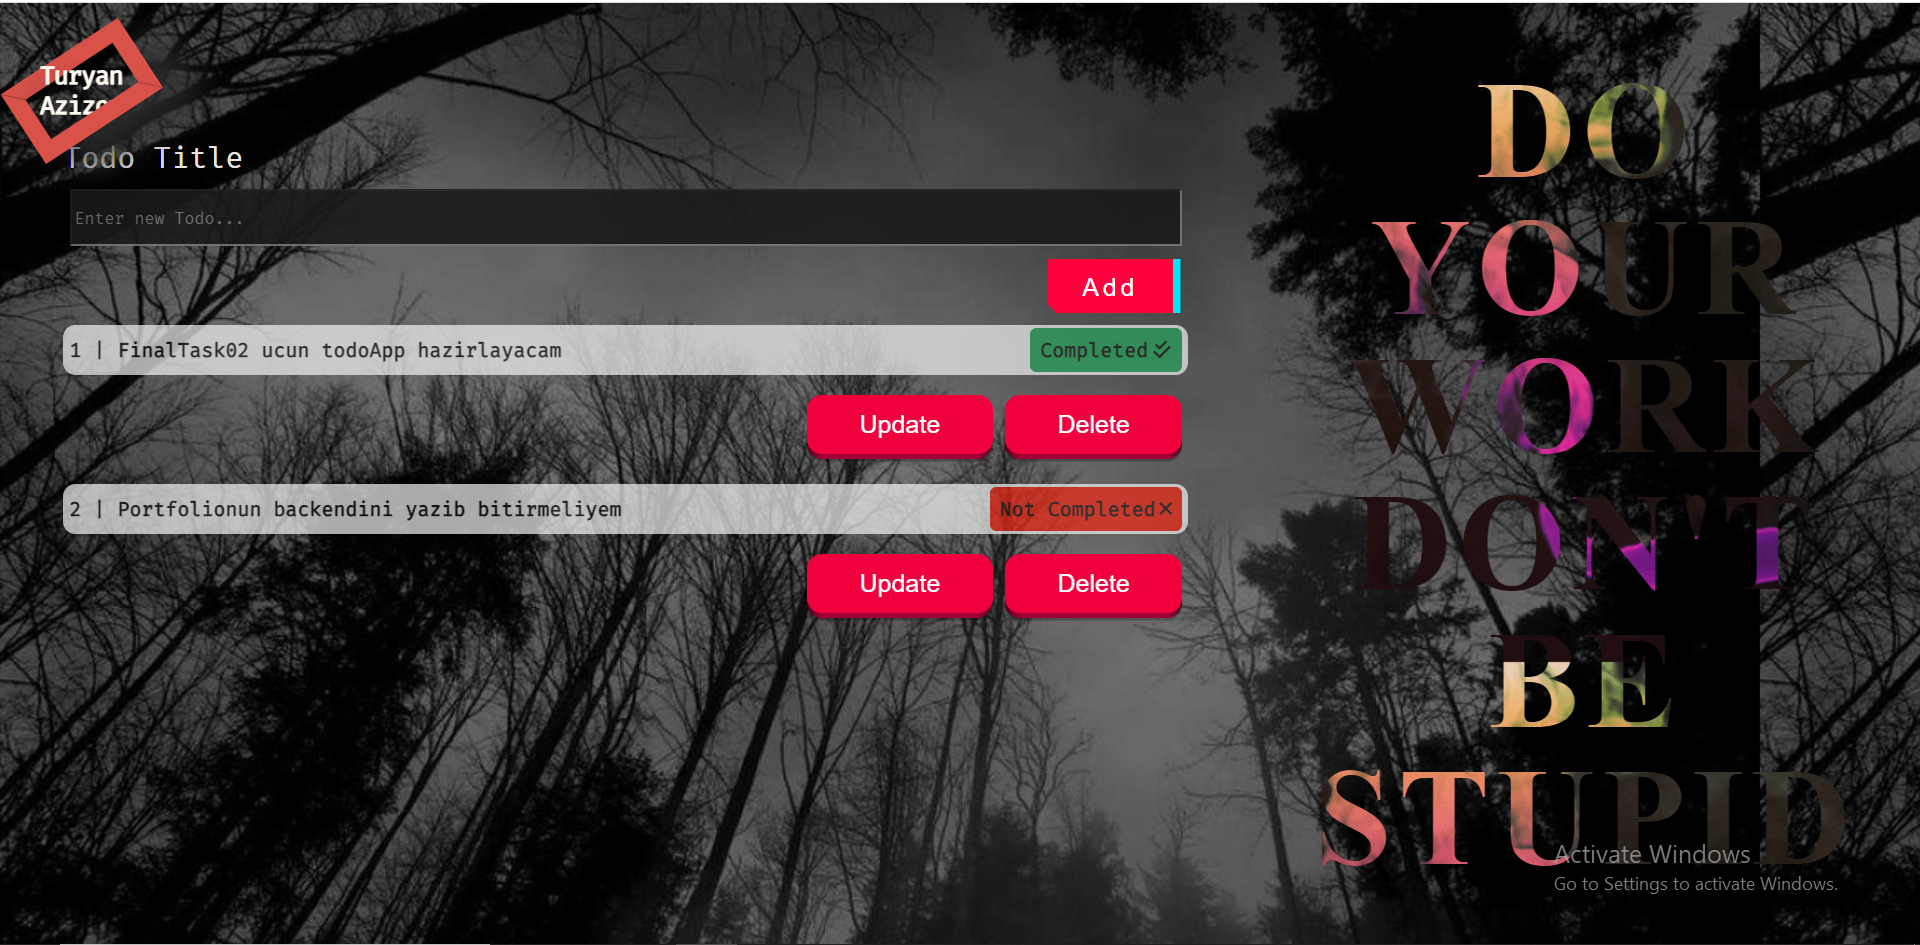 Turyan
Todo Title
Enter new Todo...
Add
1 | FinalTask02 ucun todoApp hazirlayacam
Completed
Update
Delete
2 | Portfolionun backendini yazib bitirmeliyem
Not Completed
Update
Delete
DO
YOUR
WORK
DON'T
BE
STUPID
Activate Windows
Go to Settings to activate Windows.